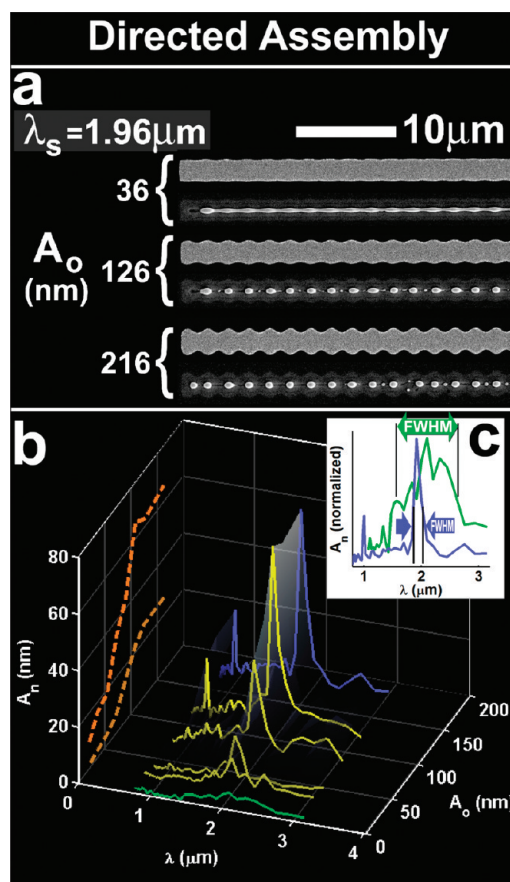 Directed Assembly
a
λs =1.96μm
10μm
36
Ao
(nm)
126
216
b
c
FWHM
An (normalized)
FWHM
1 2 3
λ (μm)
80
60
40
20
0
An (nm)
0 1 2 3 4
λ (μm)
0
50
100
150
200
Ao (nm)